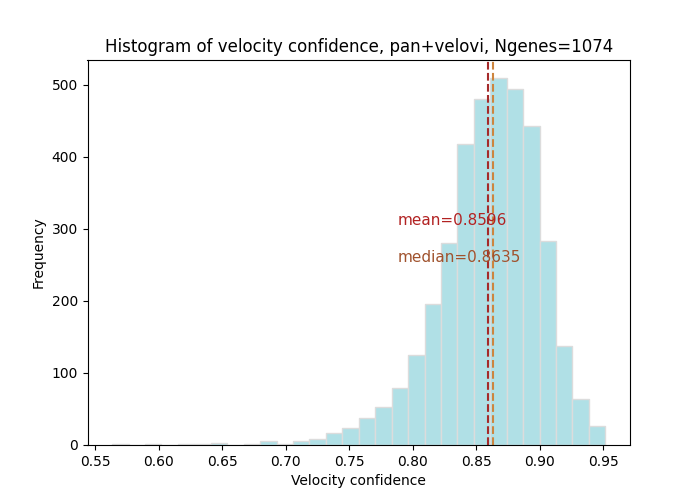 Histogram of velocity confidence, pan+velovi, Ngenes=1074
500
400
300
200
100
0
Frequency
mean=0.8596
median=0.8635
0.55 0.60 0.65 0.70 0.75 0.80 0.85 0.90 0.95
Velocity confidence